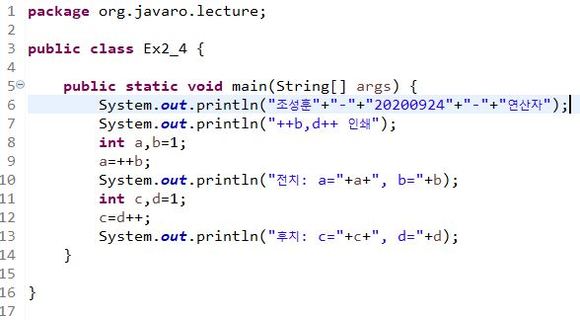 1 package org.javaro.lecture;
2
3 public class Ex2_4 {
4
5     public static void main(String[] args) {
6         System.out.println("조성훈"+"-"+"20200924"+"-"+"연산자");
7         System.out.println("++b,d++ 인쇄");
8         int a,b=1;
9         a=++b;
10         System.out.println("전치: a="+a+", b="+b);
11         int c,d=1;
12         c=d++;
13         System.out.println("후치: c="+c+", d="+d);
14     }
15
16 }
17